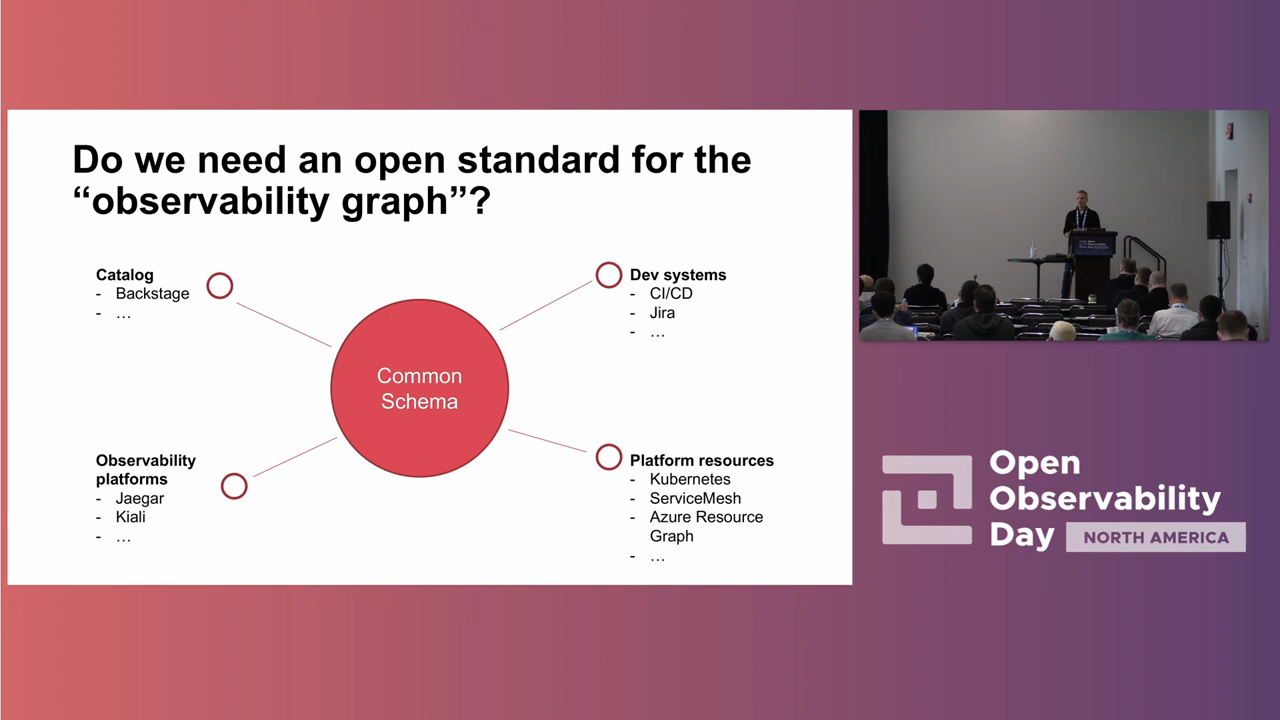 Do we need an open standard for the
“observability graph”?
Catalog
- Backstage
- …
Dev systems
- CI/CD
- Jira
- …
Common
Schema
Observability
platforms
- Jaegar
- Kiali
- …
Platform resources
- Kubernetes
- ServiceMesh
- Azure Resource
Graph
- …
Open
Observability
Day
NORTH AMERICA